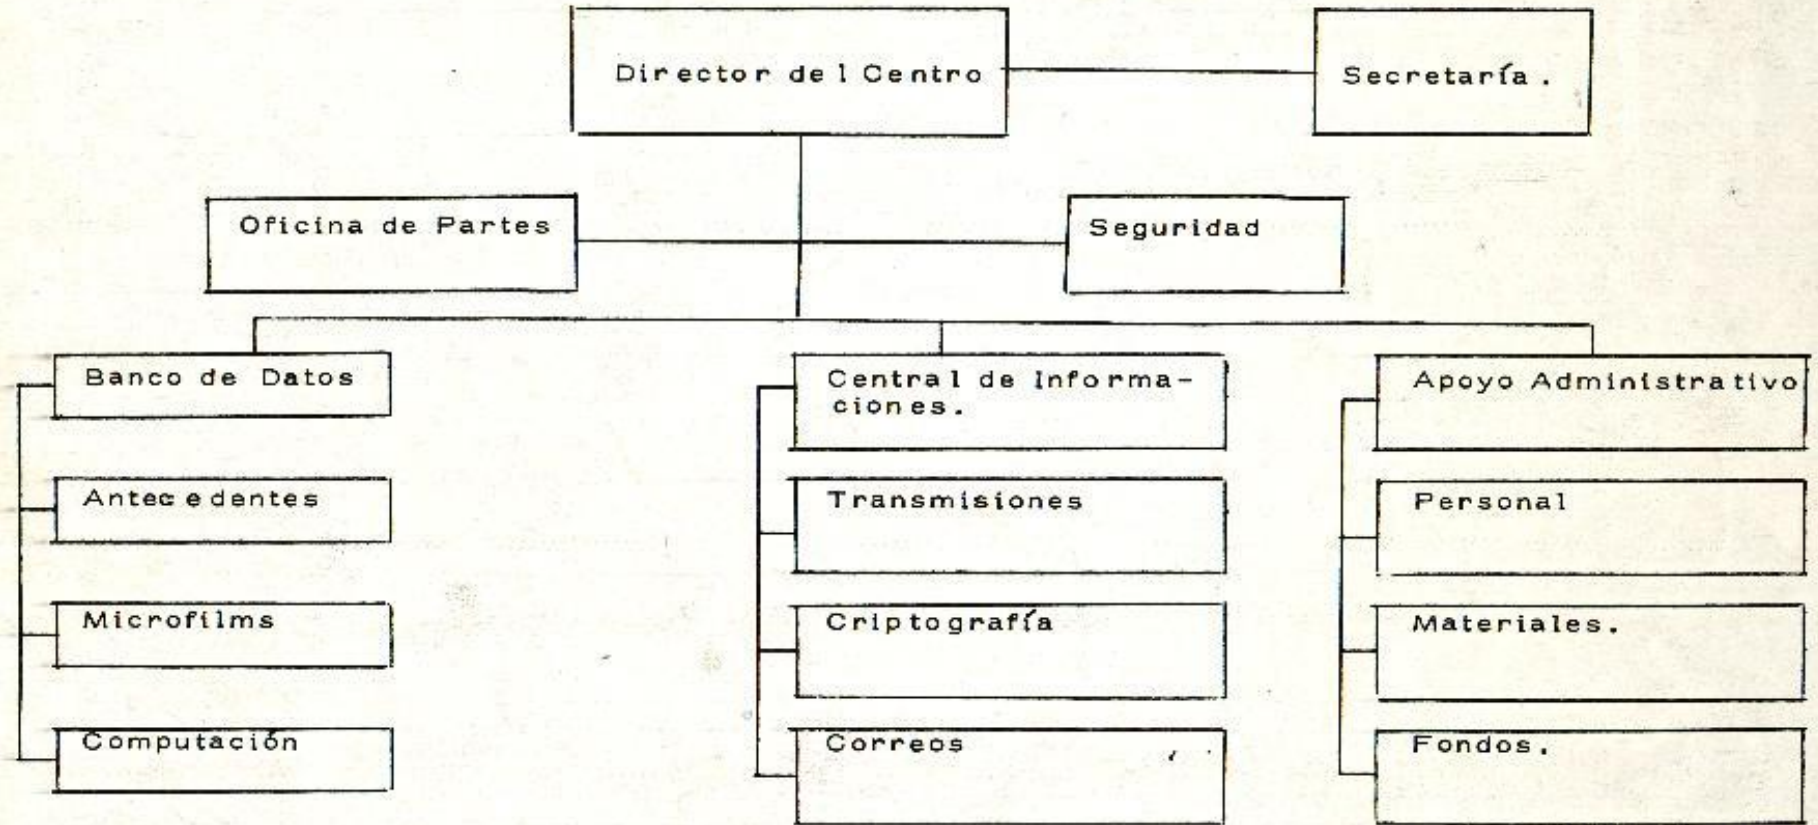 Director del Centro
Secretaría.
Oficina de Partes
Seguridad
Banco de Datos
Central de Informa-
ciones.
Apoyo Administrativo
Antecedentes
Transmisiones
Personal
Microfilms
Criptografía
Materiales.
Computación
Correos
Fondos.